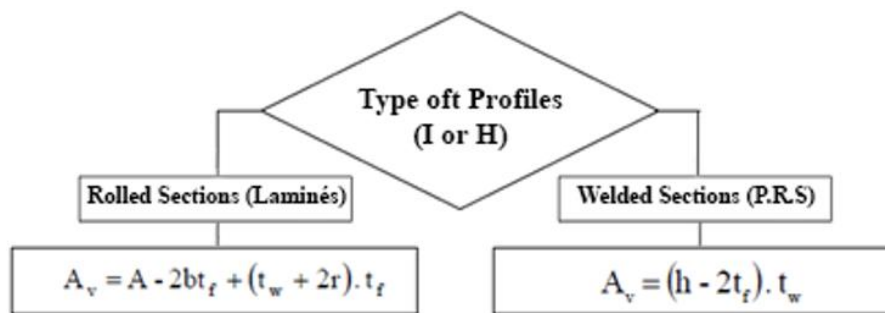 Type oft Profiles
(I or H)
Rolled Sections (Laminés)
Welded Sections (P.R.S)
A_v = A - 2bt_f + (t_w + 2r) . t_f
A_v = (h - 2t_f) . t_w